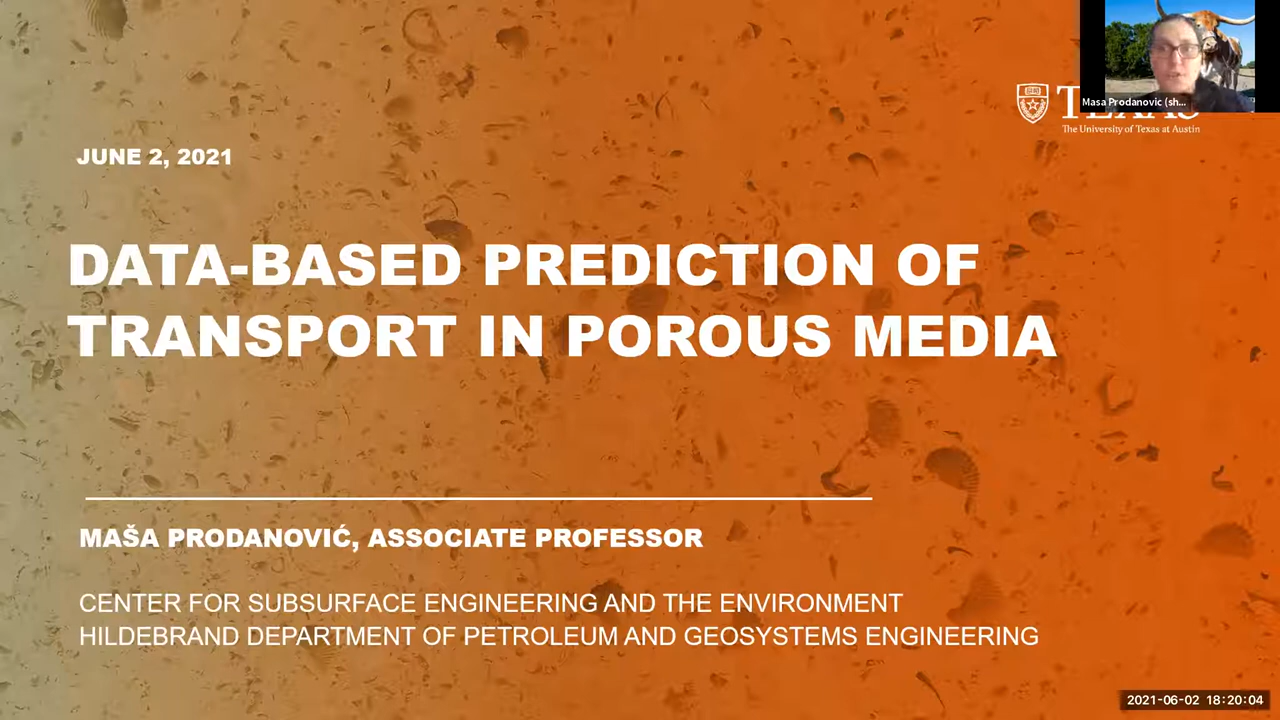 Masa Prodanovic (sh...
The University of Texas at Austin
JUNE 2, 2021
DATA-BASED PREDICTION OF
TRANSPORT IN POROUS MEDIA
MAŠA PRODANOVIĆ, ASSOCIATE PROFESSOR
CENTER FOR SUBSURFACE ENGINEERING AND THE ENVIRONMENT
HILDEBRAND DEPARTMENT OF PETROLEUM AND GEOSYSTEMS ENGINEERING
2021-06-02 18:20:04